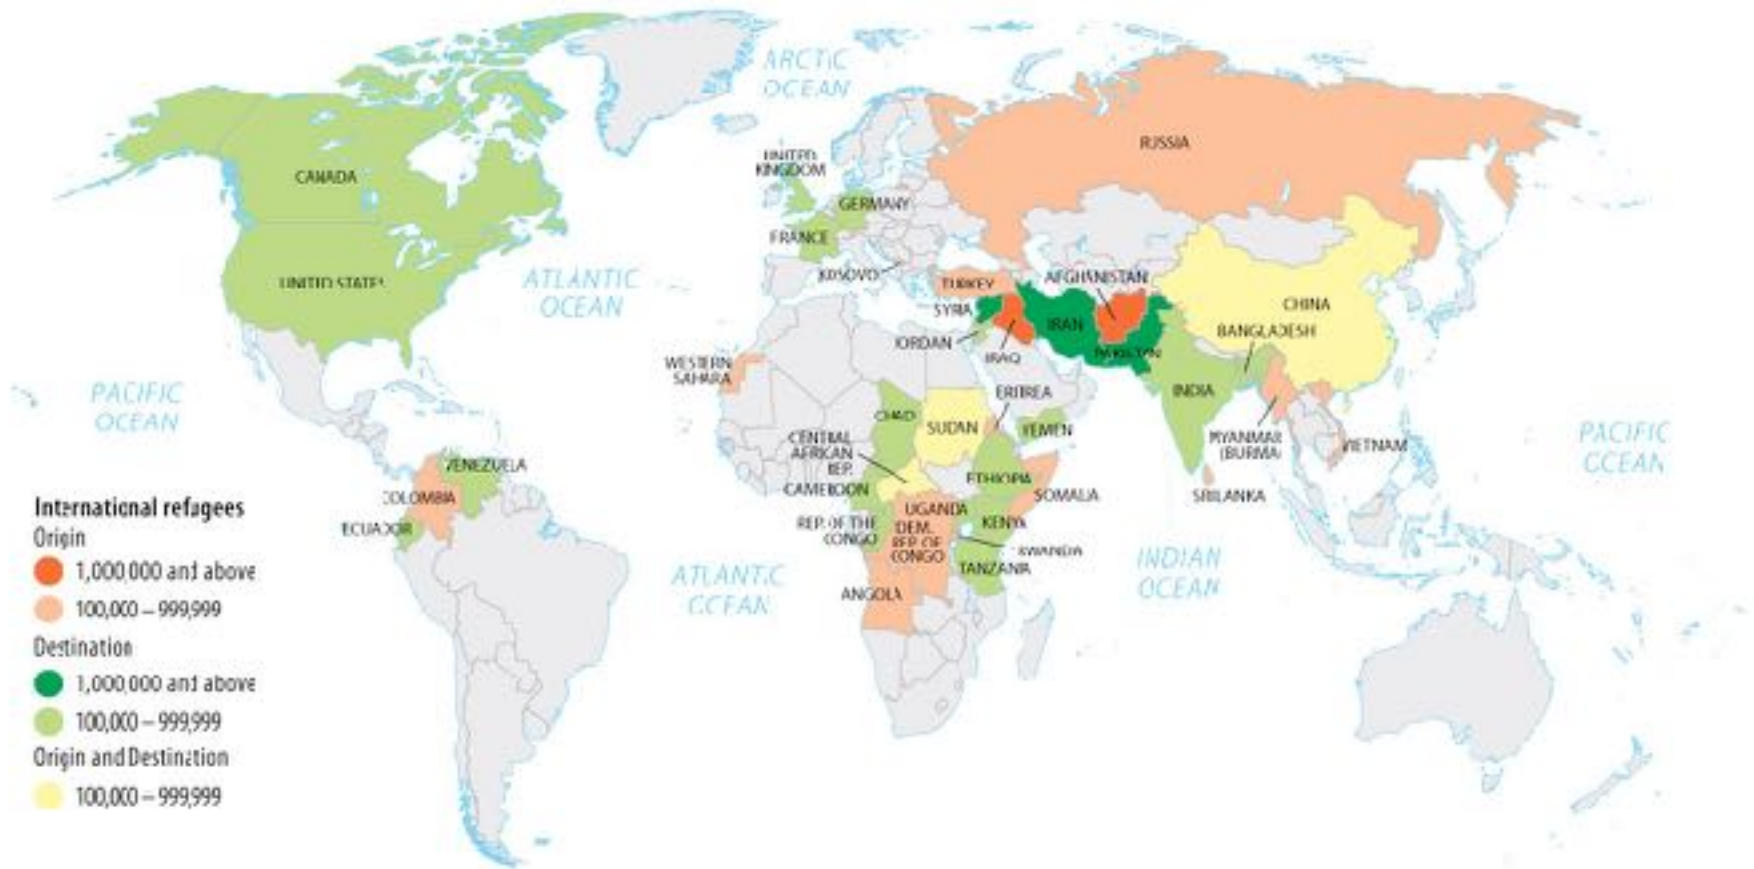 ARCTIC
OCEAN
RUSSIA
UNITED
KINGDOM
CANADA
GERMANY
FRANCE
KOSOVO
UNITED STATES
ATLANTIC
OCEAN
TURKEY
AFGHANISTAN
SYRIA
CHINA
IRAN
BANGLADESH
JORDAN
IRAQ
PAKISTAN
WESTERN
SAHARA
PACIFIC
OCEAN
ERITREA
INDIA
CHAD
SUDAN
YEMEN
CENTRAL
AFRICAN
REP.
MYANMAR
(BURMA)
VIETNAM
PACIFIC
OCEAN
VENEZUELA
ETHIOPIA
CAMEROON
SOMALIA
SRI LANKA
COLOMBIA
UGANDA
ECUADOR
REP. OF THE
CONGO
DEM.
REP. OF
CONGO
KENYA
RWANDA
TANZANIA
INDIAN
OCEAN
ATLANTIC
OCEAN
ANGOLA
International refugees
Origin
1,000,000 and above
100,000 – 999,999
Destination
1,000,000 and above
100,000 – 999,999
Origin and Destination
100,000 – 999,999